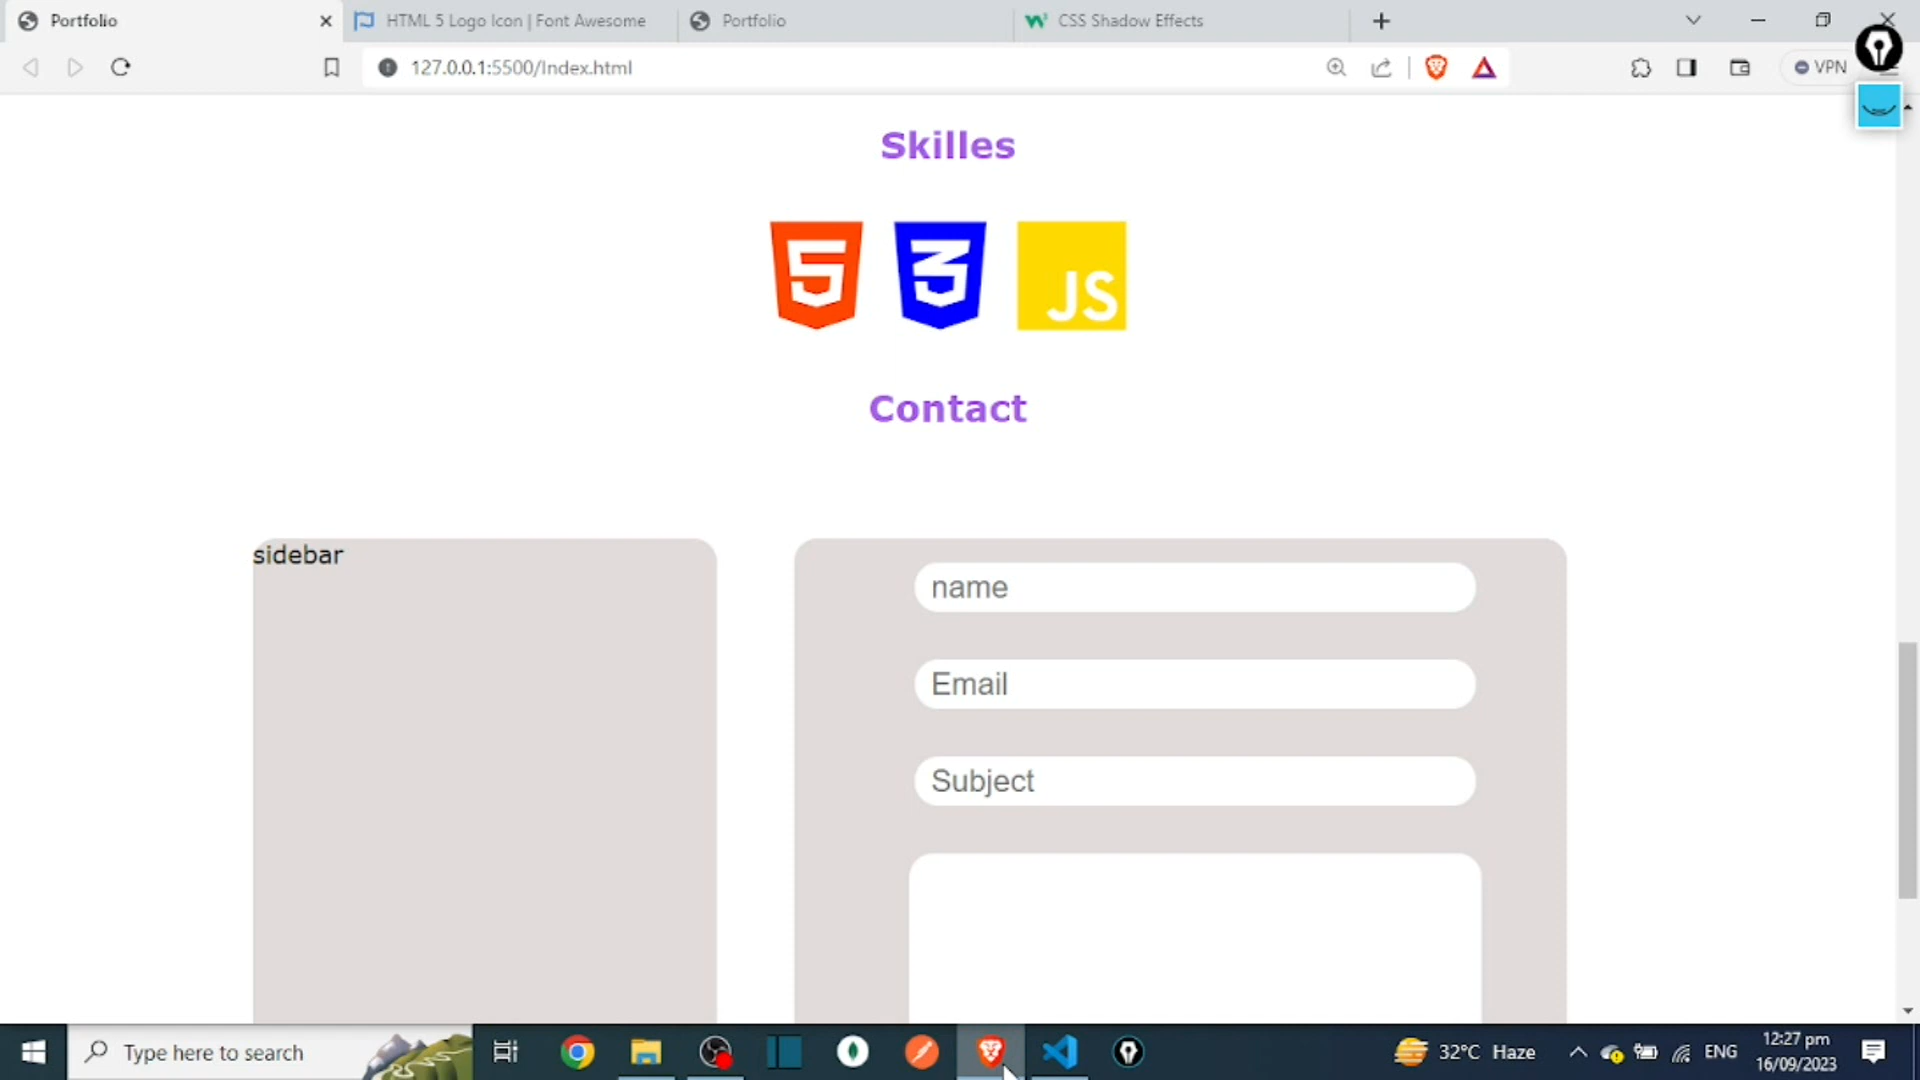 Portfolio
HTML 5 Logo Icon | Font Awesome
Portfolio
CSS Shadow Effects
127.0.0.1:5500/Index.html
VPN
Skilles
5
3
JS
Contact
sidebar
name
Email
Subject
Type here to search
32°C Haze
ENG
12:27 pm
16/09/2023